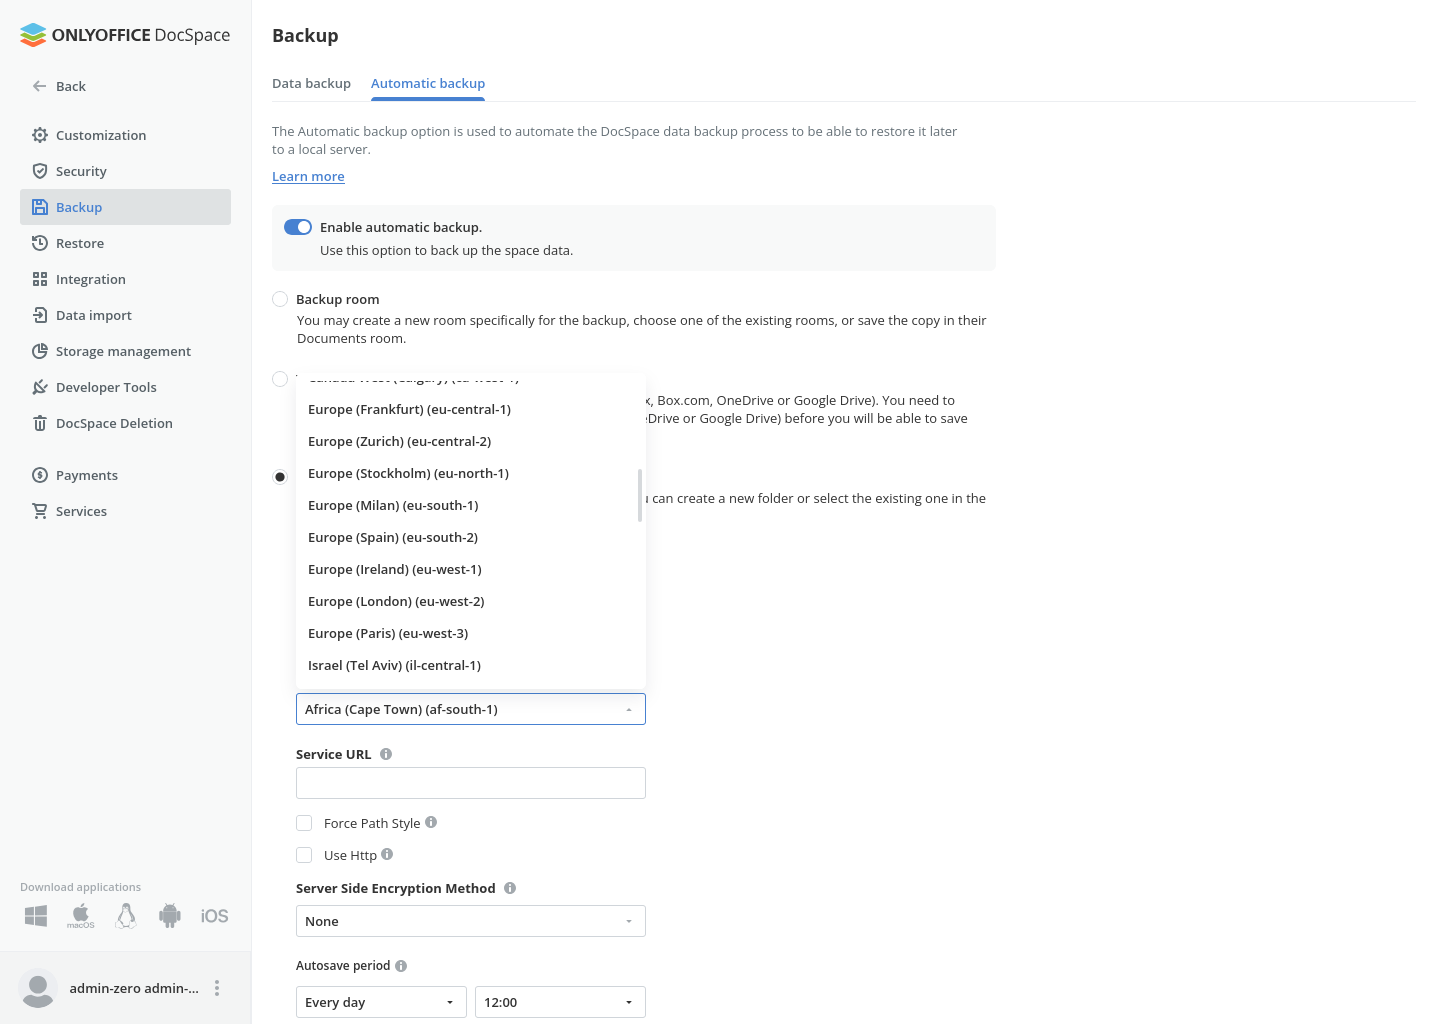 ONLYOFFICE DocSpace
Back
Customization
Security
Backup
Restore
Integration
Data import
Storage management
Developer Tools
DocSpace Deletion
Payments
Services
Download applications
macOS
iOS
admin-zero admin-...
Backup
Data backup
Automatic backup
The Automatic backup option is used to automate the DocSpace data backup process to be able to restore it later
to a local server.
Learn more
Enable automatic backup.
Use this option to back up the space data.
Backup room
You may create a new room specifically for the backup, choose one of the existing rooms, or save the copy in their
Documents room.
Canada West (Calgary) (ca-west-1)
x, Box.com, OneDrive or Google Drive). You need to
eDrive or Google Drive) before you will be able to save
can create a new folder or select the existing one in the
Europe (Frankfurt) (eu-central-1)
Europe (Zurich) (eu-central-2)
Europe (Stockholm) (eu-north-1)
Europe (Milan) (eu-south-1)
Europe (Spain) (eu-south-2)
Europe (Ireland) (eu-west-1)
Europe (London) (eu-west-2)
Europe (Paris) (eu-west-3)
Israel (Tel Aviv) (il-central-1)
Africa (Cape Town) (af-south-1)
Service URL
Force Path Style
Use Http
Server Side Encryption Method
None
Autosave period
Every day
12:00